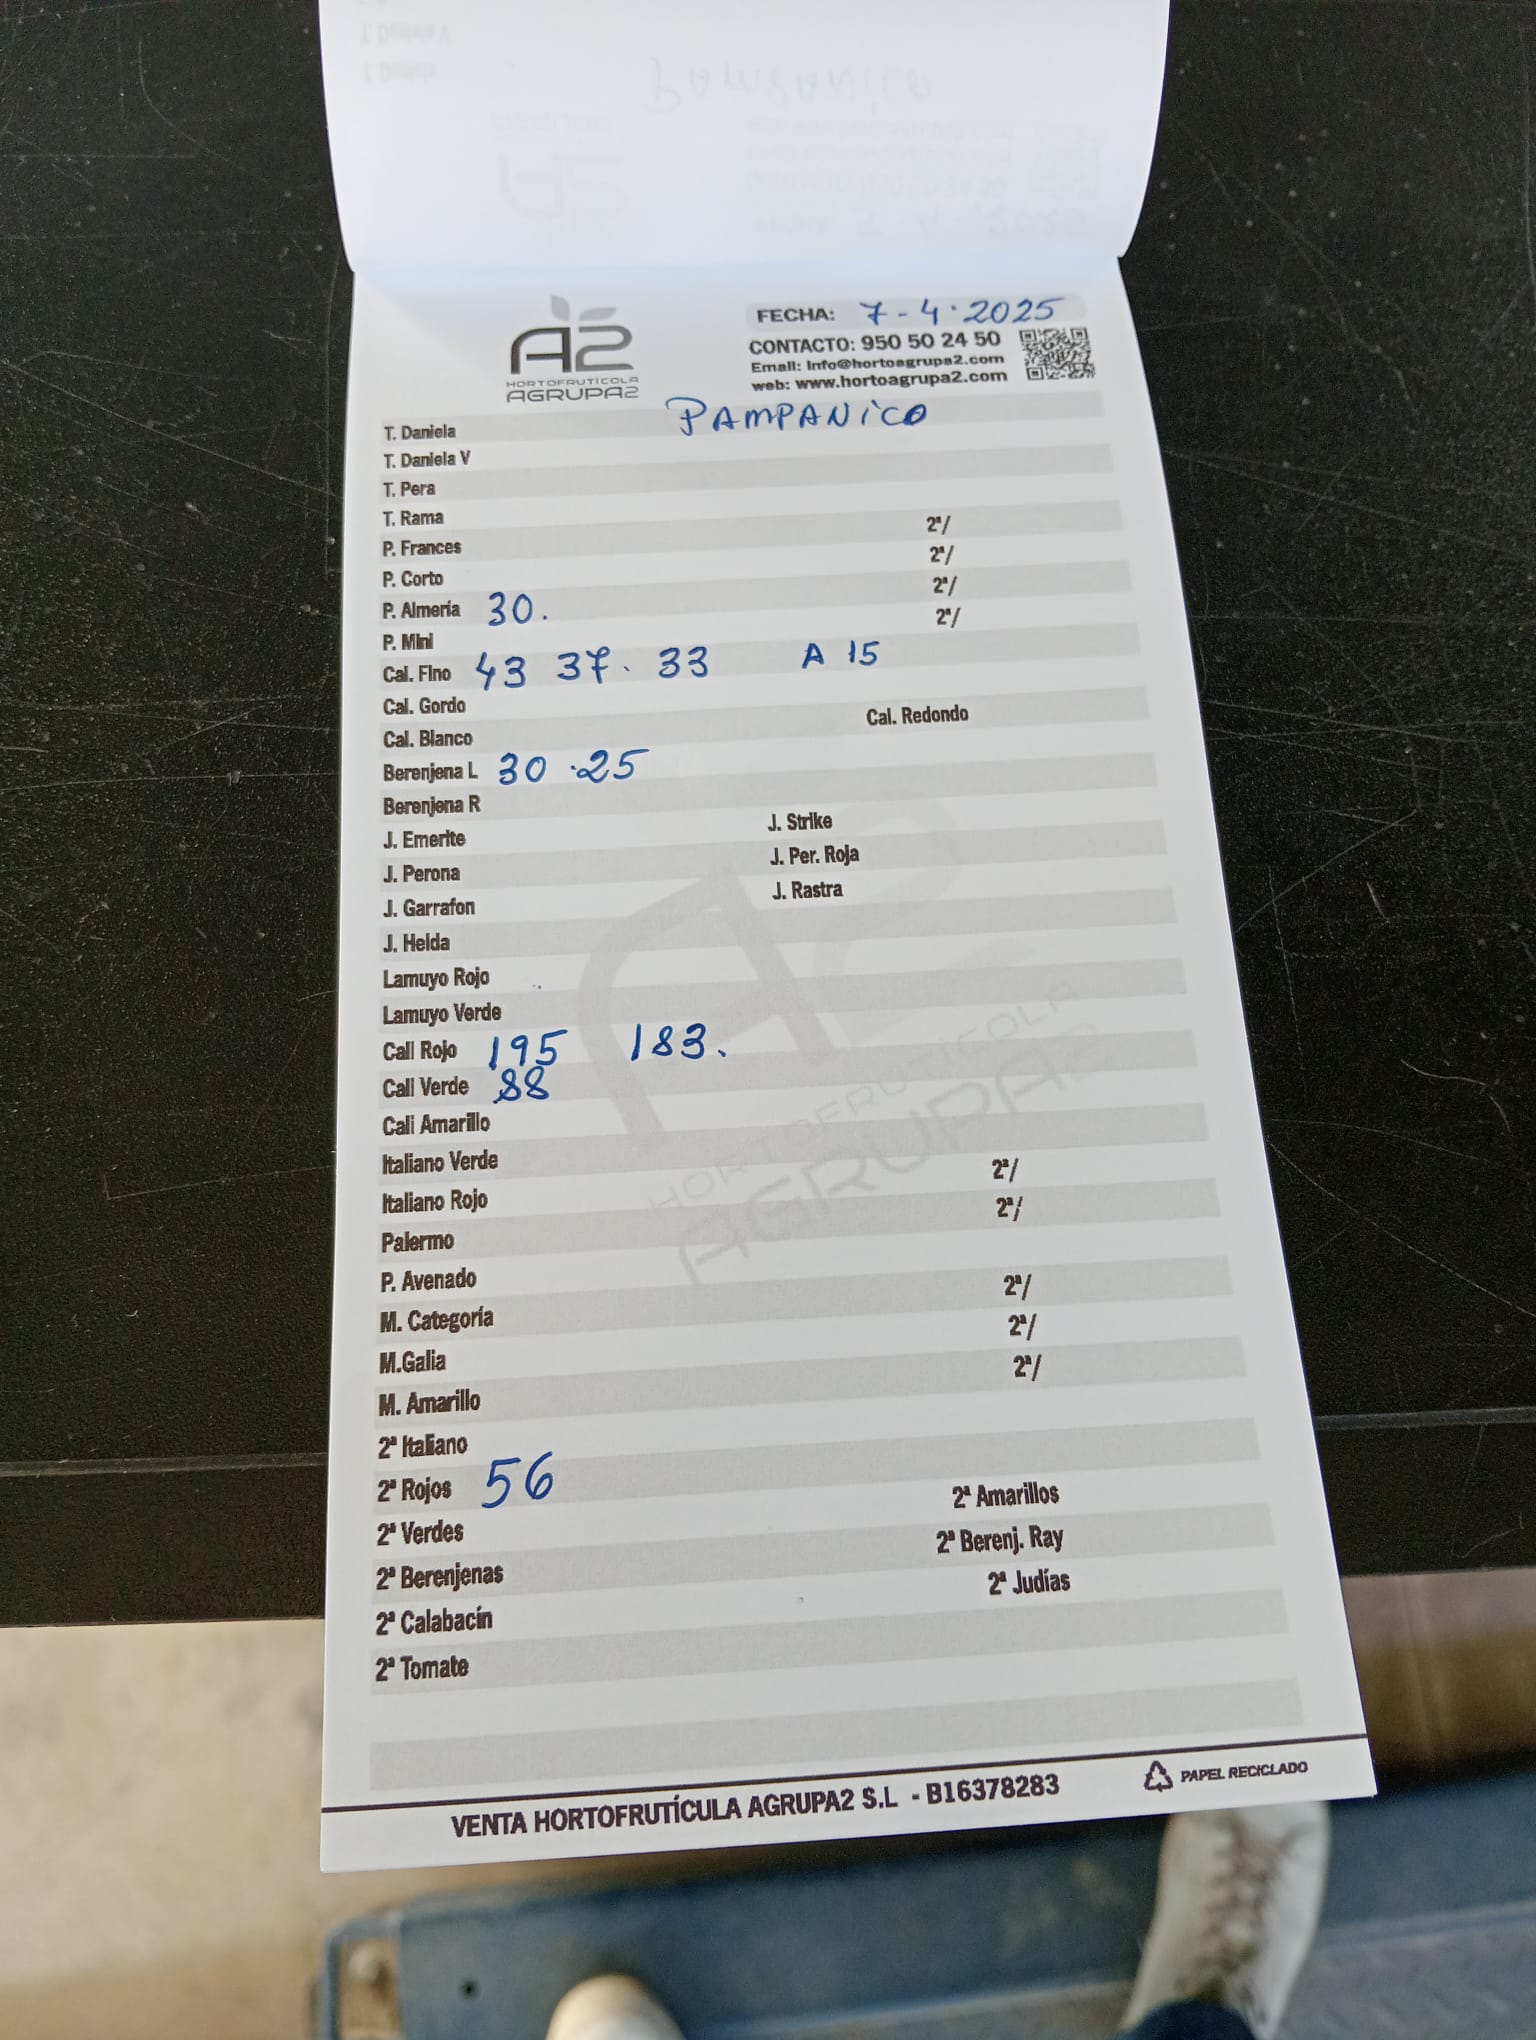 A2
HORTOFRUTICOLA
AGRUPA2
FECHA: 7-4·2025
CONTACTO: 950 50 24 50
Email: Info@hortoagrupa2.com
web: www.hortoagrupa2.com
PAMPANICO
T. Daniela
T. Daniela V
T. Pera
T. Rama 2ª/
P. Frances 2ª/
P. Corto 2ª/
P. Almería 30. 2ª/
P. Mini
Cal. Fino 43 37. 33 A 15
Cal. Gordo
Cal. Blanco Cal. Redondo
Berenjena L 30 .25
Berenjena R
J. Emerite J. Strike
J. Perona J. Per. Roja
J. Garrafon J. Rastra
J. Helda
Lamuyo Rojo
Lamuyo Verde
Cali Rojo 195 183.
Cali Verde 88
Cali Amarillo
Italiano Verde 2ª/
Italiano Rojo 2ª/
Palermo
P. Avenado 2ª/
M. Categoría 2ª/
M.Galia 2ª/
M. Amarillo
2ª Italiano
2ª Rojos 56 2ª Amarillos
2ª Verdes 2ª Berenj. Ray
2ª Berenjenas 2ª Judías
2ª Calabacín
2ª Tomate
A2
HORTOFRUTICOLA
AGRUPA2
VENTA HORTOFRUTÍCULA AGRUPA2 S.L - B16378283
PAPEL RECICLADO